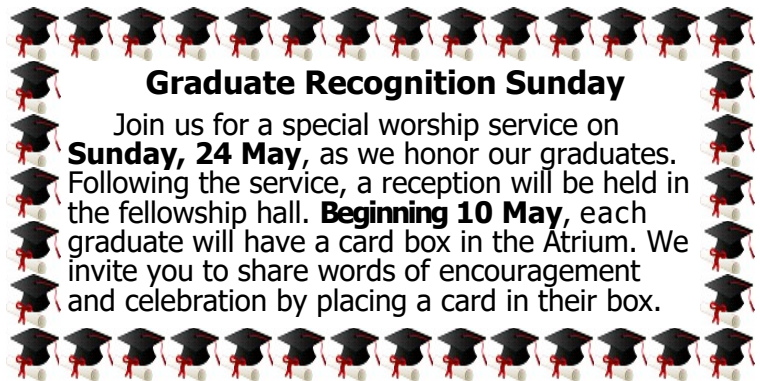 Graduate Recognition Sunday
Join us for a special worship service on
Sunday, 24 May, as we honor our graduates.
Following the service, a reception will be held in
the fellowship hall. Beginning 10 May, each
graduate will have a card box in the Atrium. We
invite you to share words of encouragement
and celebration by placing a card in their box.